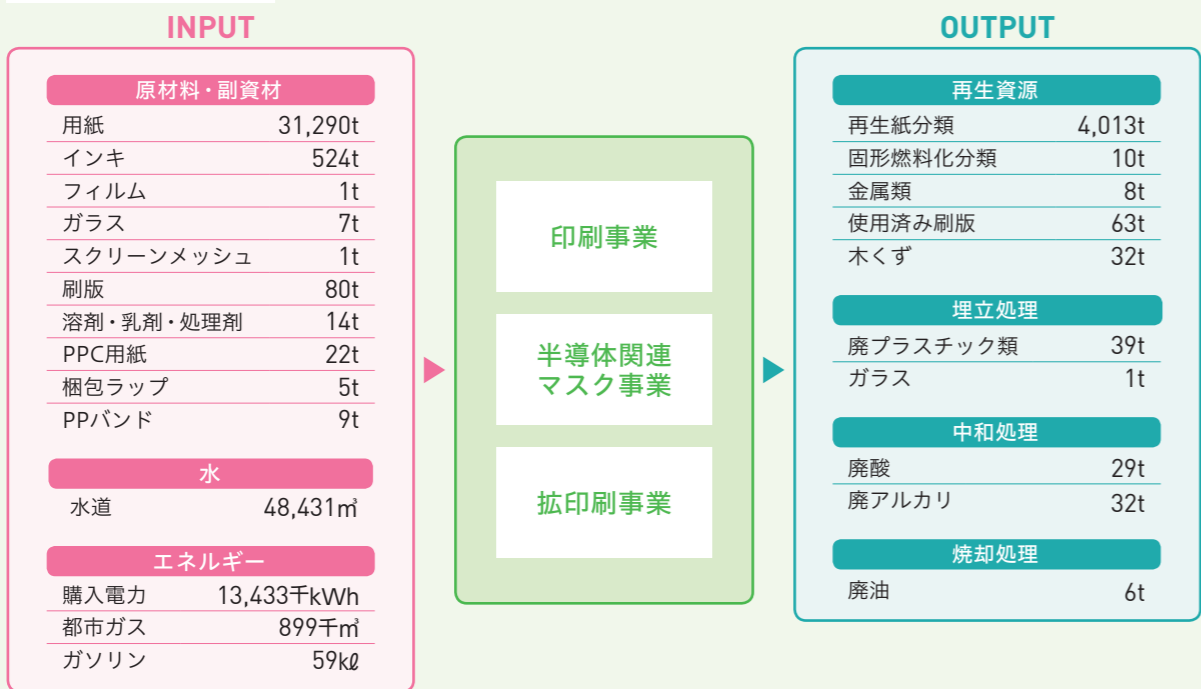 INPUT
原材料・副資材
用紙 31,290t
インキ 524t
フィルム 1t
ガラス 7t
スクリーンメッシュ 1t
刷版 80t
溶剤・乳剤・処理剤 14t
PPC用紙 22t
梱包ラップ 5t
PPバンド 9t
水
水道 48,431㎥
エネルギー
購入電力 13,433千kWh
都市ガス 899千㎥
ガソリン 59kℓ
印刷事業
半導体関連
マスク事業
拡印刷事業
OUTPUT
再生資源
再生紙分類 4,013t
固形燃料化分類 10t
金属類 8t
使用済み刷版 63t
木くず 32t
埋立処理
廃プラスチック類 39t
ガラス 1t
中和処理
廃酸 29t
廃アルカリ 32t
焼却処理
廃油 6t